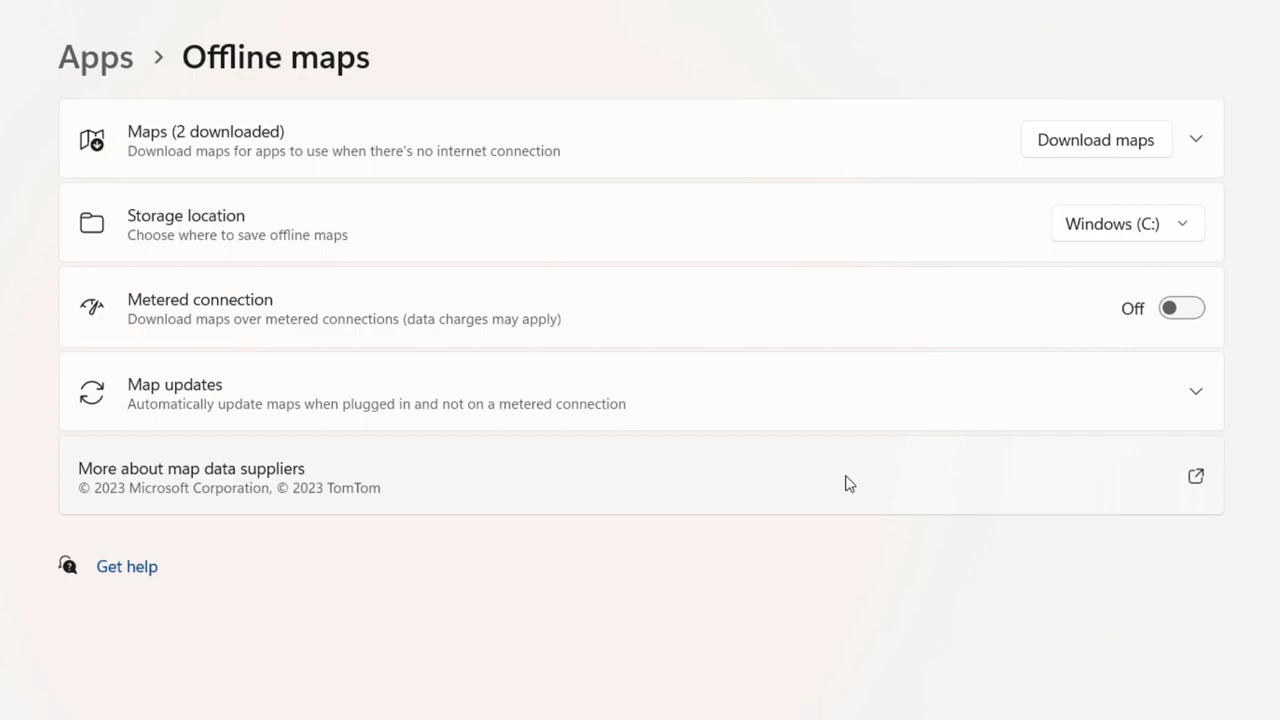 Apps > Offline maps
Maps (2 downloaded)
Download maps for apps to use when there's no internet connection
Download maps
Storage location
Choose where to save offline maps
Windows (C:)
Metered connection
Download maps over metered connections (data charges may apply)
Off
Map updates
Automatically update maps when plugged in and not on a metered connection
More about map data suppliers
© 2023 Microsoft Corporation, © 2023 TomTom
Get help